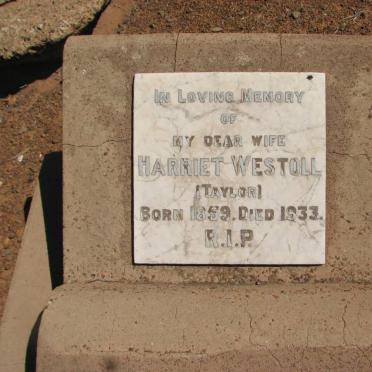 In Loving Memory
of
my dear wife
Harriet Westoll
(Taylor)
Born 1859. Died 1933.
R.I.P.